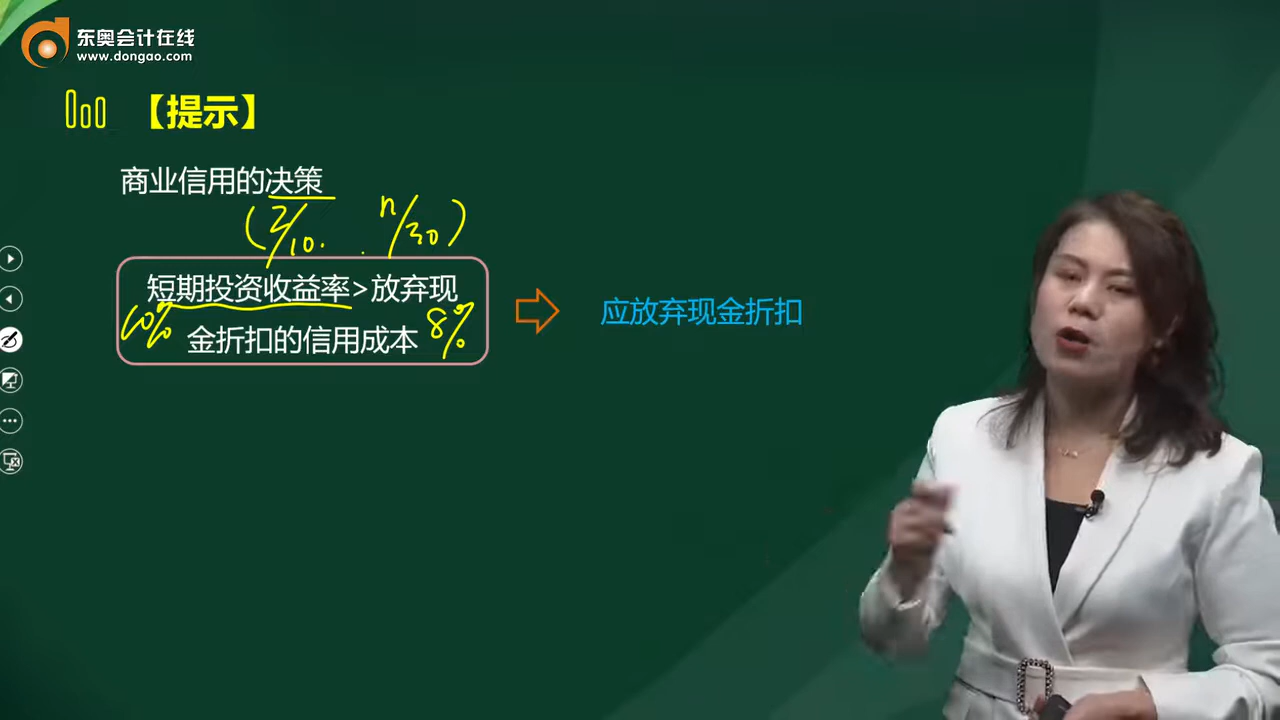 东奥会计在线
www.dongao.com
【提示】
商业信用的决策
(2/10. . n/30)
短期投资收益率>放弃现
金折扣的信用成本
10%
8%
应放弃现金折扣